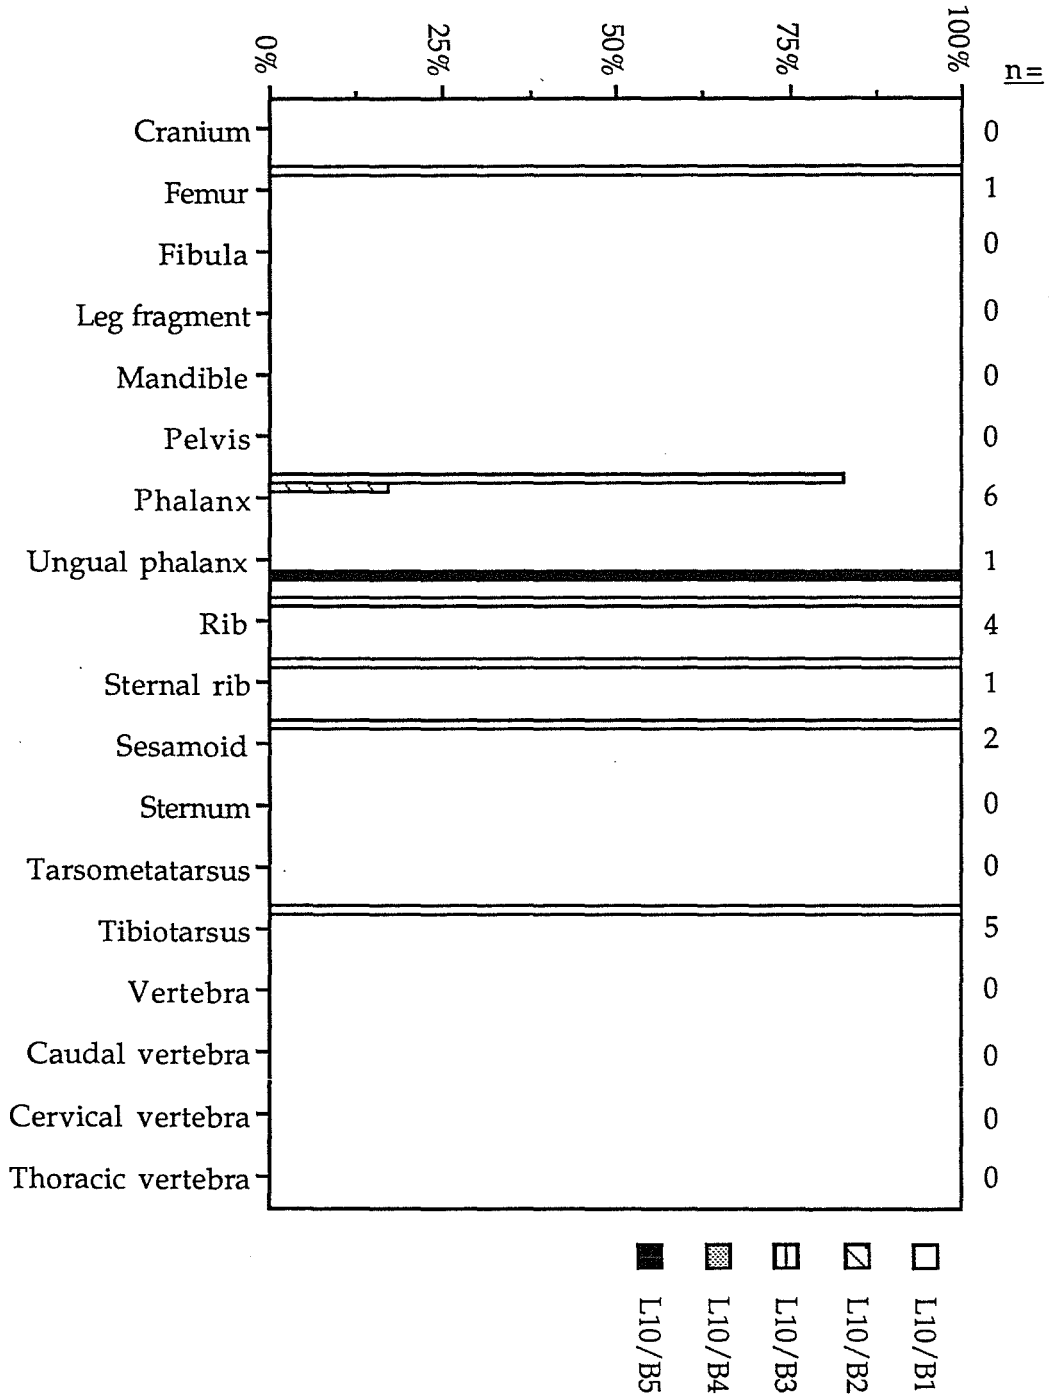 0%
25%
50%
75%
100%
n=
Cranium 0
Femur 1
Fibula 0
Leg fragment 0
Mandible 0
Pelvis 0
Phalanx 6
Ungual phalanx 1
Rib 4
Sternal rib 1
Sesamoid 2
Sternum 0
Tarsometatarsus 0
Tibiotarsus 5
Vertebra 0
Caudal vertebra 0
Cervical vertebra 0
Thoracic vertebra 0
L10/B1
L10/B2
L10/B3
L10/B4
L10/B5